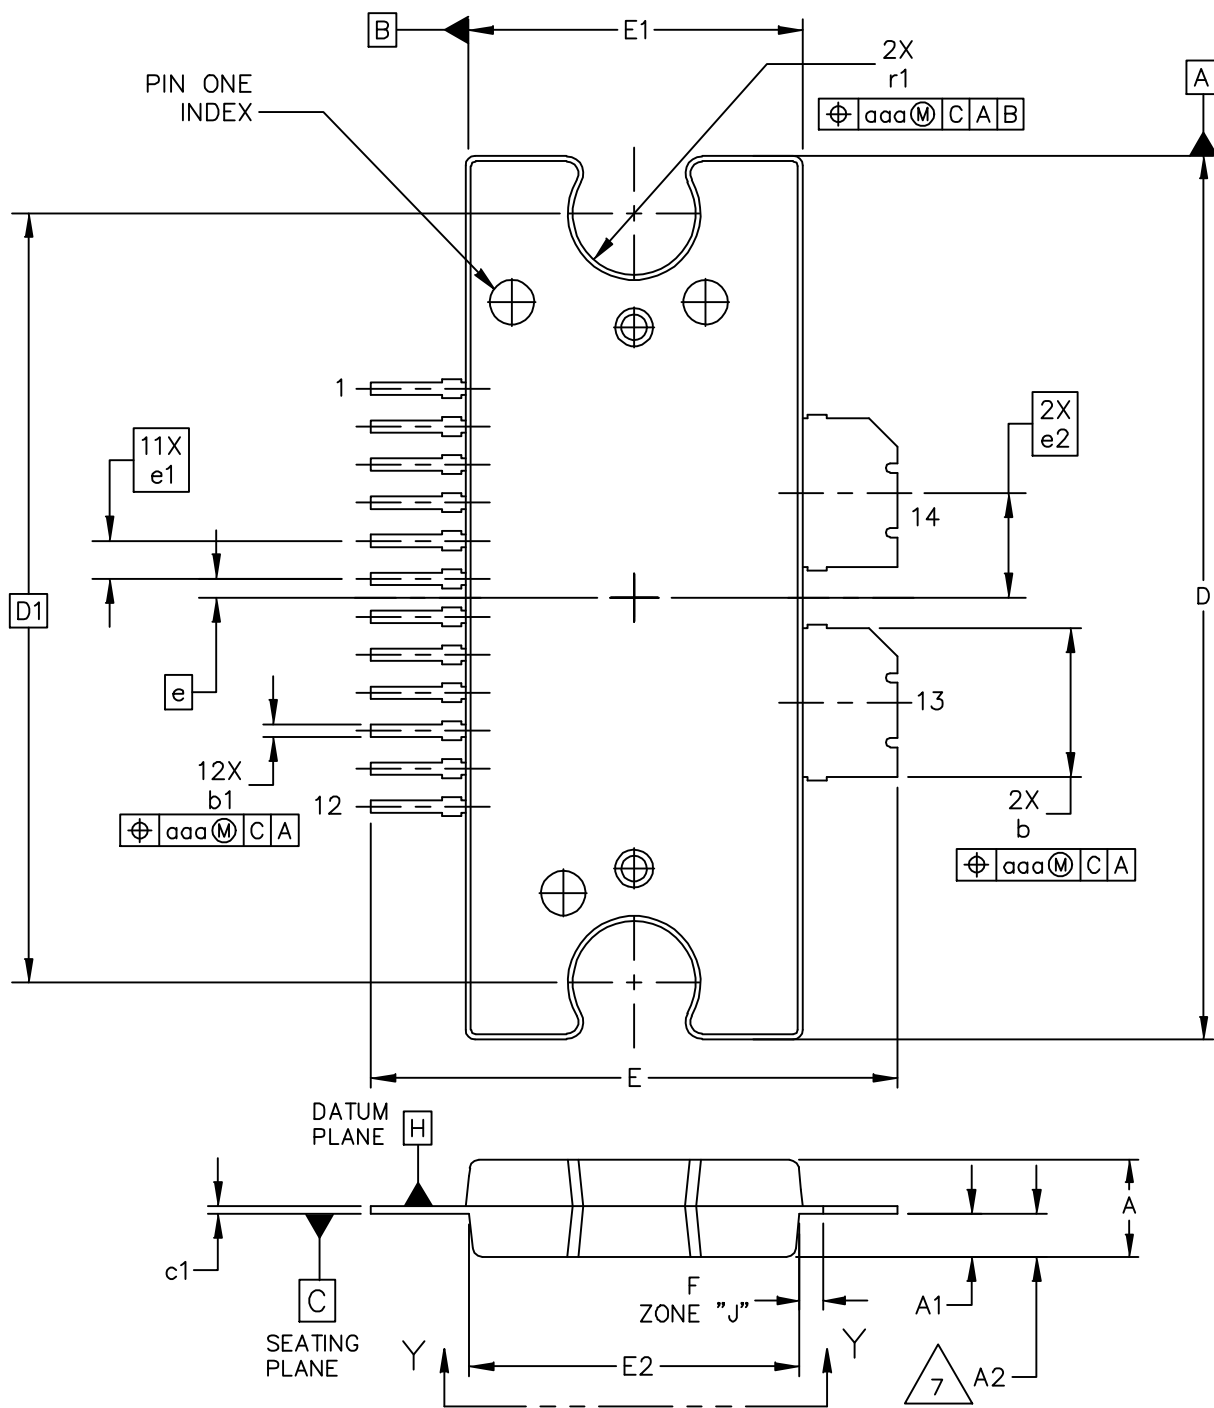 B
E1
2X
r1
⌖ aaa Ⓜ C A B
A
PIN ONE
INDEX
1
11X
e1
2X
e2
14
D1
D
e
13
12X
b1
⌖ aaa Ⓜ C A
12
2X
b
⌖ aaa Ⓜ C A
E
DATUM
PLANE
H
A
c1
C
SEATING
PLANE
F
ZONE "J"
A1
Y
Y
E2
7
A2